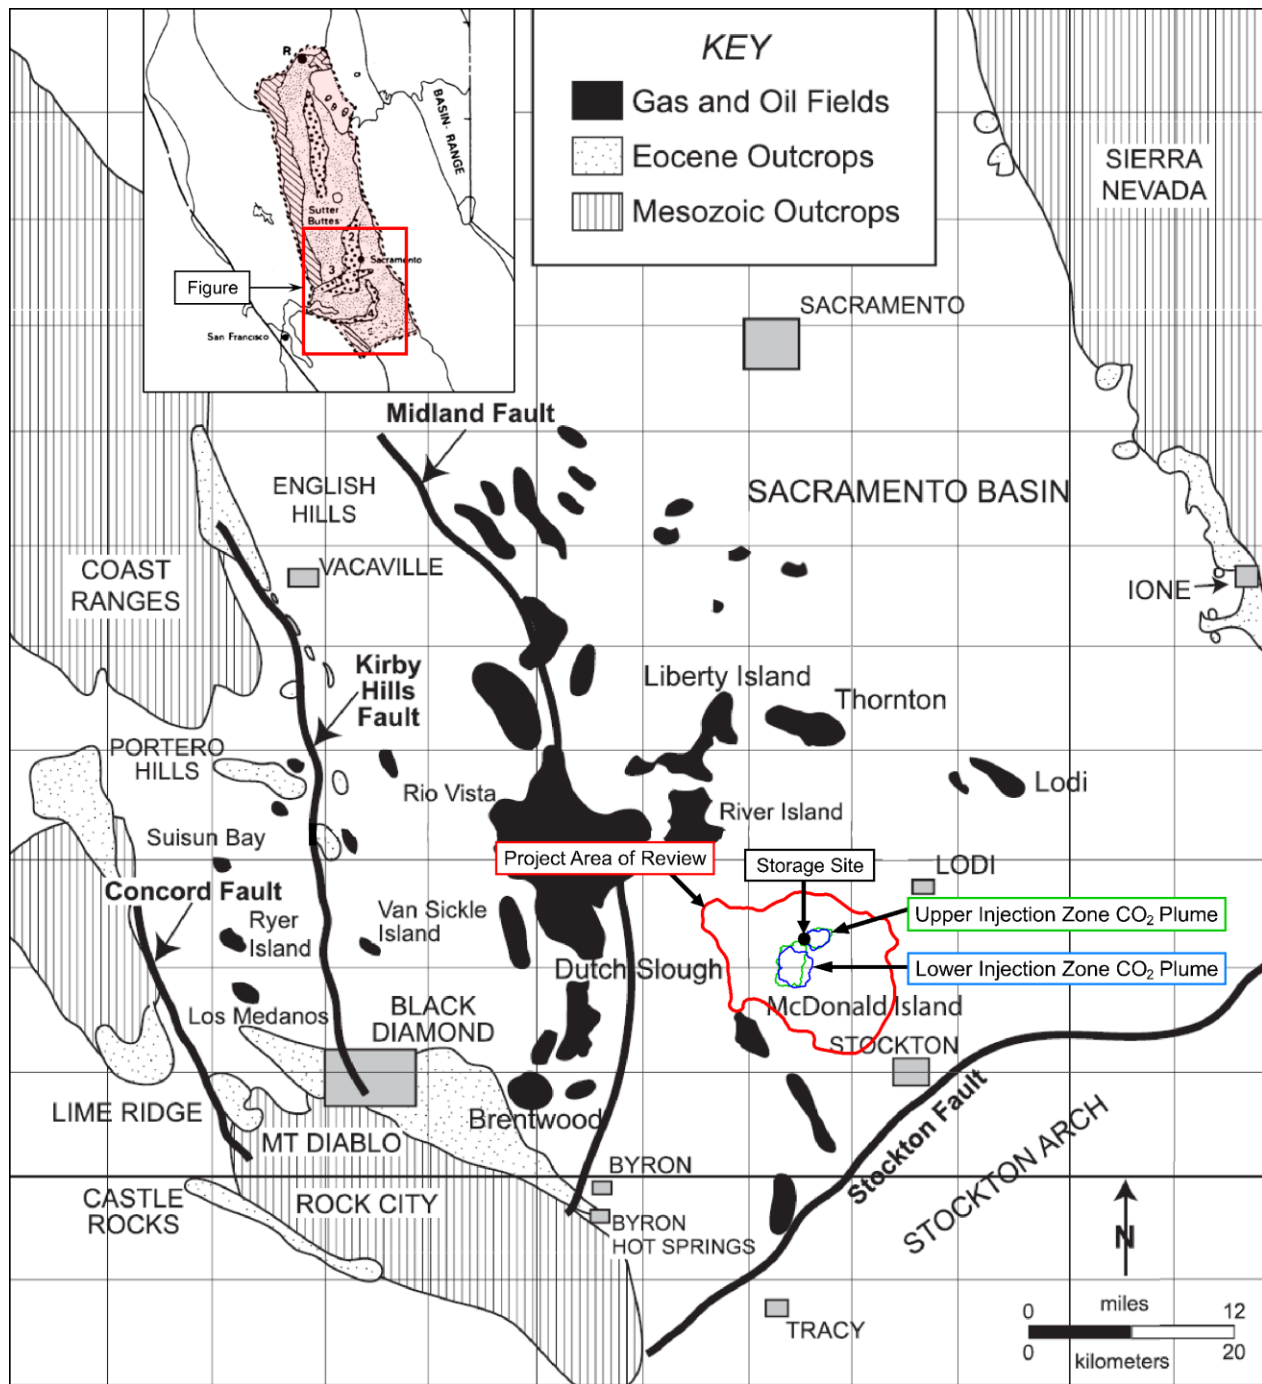 KEY
Gas and Oil Fields
Eocene Outcrops
Mesozoic Outcrops
R
BASIN-RANGE
Sutter
Buttes
2
Sacramento
3
4
Figure
San Francisco
SIERRA
NEVADA
SACRAMENTO
Midland Fault
ENGLISH
HILLS
SACRAMENTO BASIN
VACAVILLE
COAST
RANGES
IONE
Kirby
Hills
Fault
Liberty Island
Thornton
PORTERO
HILLS
Rio Vista
Lodi
River Island
Suisun Bay
Project Area of Review
Storage Site
LODI
Concord Fault
Ryer
Island
Van Sickle
Island
Upper Injection Zone CO₂ Plume
Dutch Slough
Lower Injection Zone CO₂ Plume
McDonald Island
Los Medanos
BLACK
DIAMOND
STOCKTON
LIME RIDGE
MT DIABLO
Brentwood
Stockton Fault
STOCKTON ARCH
BYRON
CASTLE
ROCKS
ROCK CITY
BYRON
HOT SPRINGS
N
TRACY
0 miles 12
0 kilometers 20